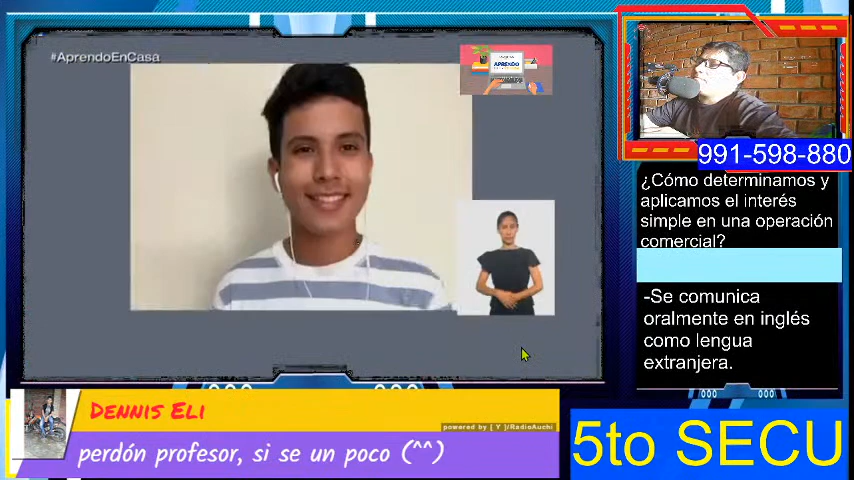 #AprendoEnCasa
APRENDO
991-598-880
¿Cómo determinamos y
aplicamos el interés
simple en una operación
comercial?
-Se comunica
oralmente en inglés
como lengua
extranjera.
DENNIS ELI
powered by [ Y ]/RadioAuchi
perdón profesor, si se un poco (^^)
5to SECU